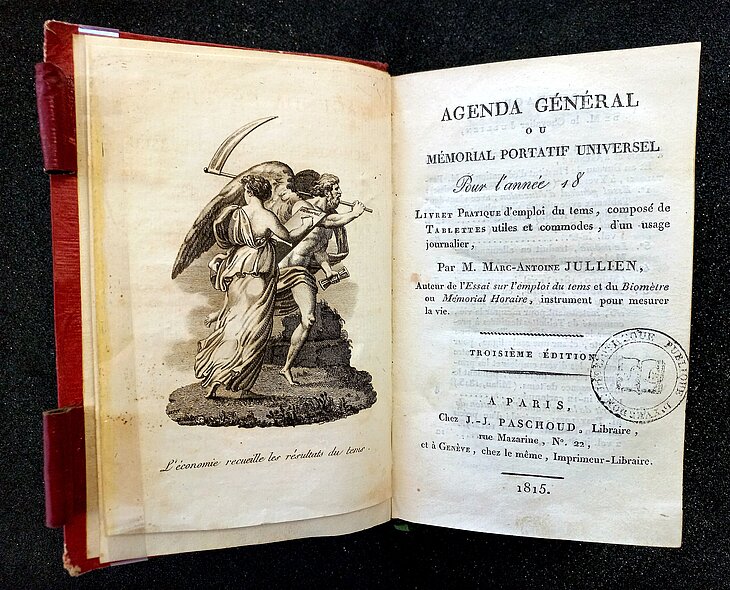 L'économie recueille les résultats du tems.
AGENDA GÉNÉRAL
OU
MÉMORIAL PORTATIF UNIVERSEL
Pour l'année 18
LIVRET PRATIQUE d'emploi du tems, composé de
TABLETTES utiles et commodes, d'un usage
journalier,
Par M. MARC-ANTOINE JULLIEN,
Auteur de l'Essai sur l'emploi du tems et du Biomètre
ou Mémorial Horaire, instrument pour mesurer
la vie.
TROISIÈME ÉDITION.
A PARIS,
Chez J.-J. PASCHOUD, Libraire,
rue Mazarine, N°. 22,
et à GENÈVE, chez le même, Imprimeur-Libraire.
1815.
BIBLIOTHÈQUE PUBLIQUE